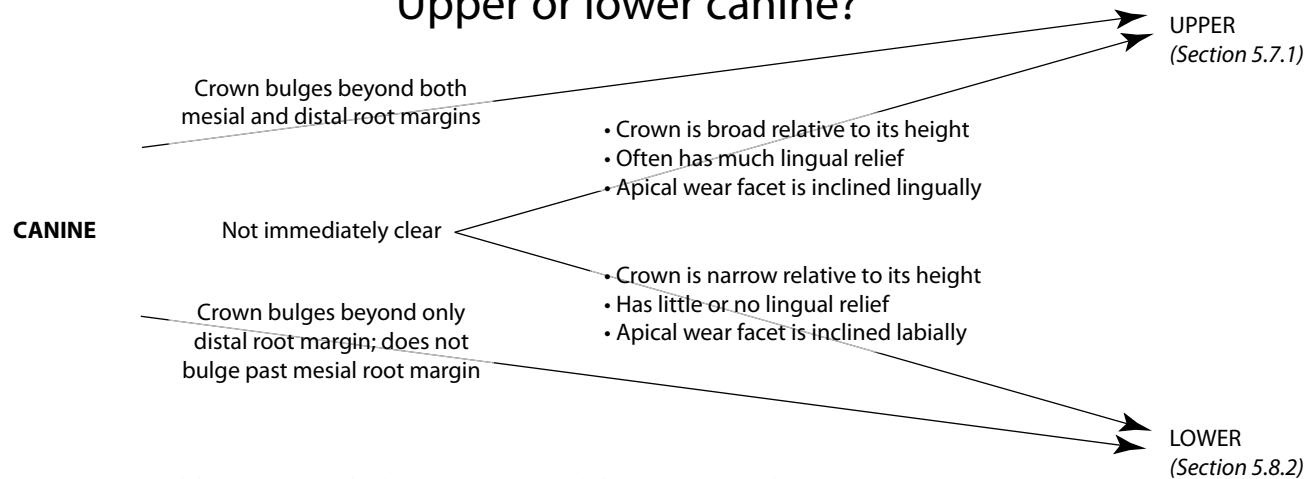 Upper or lower canine?
UPPER
(Section 5.7.1)
Crown bulges beyond both
mesial and distal root margins
• Crown is broad relative to its height
• Often has much lingual relief
• Apical wear facet is inclined lingually
CANINE
Not immediately clear
• Crown is narrow relative to its height
• Has little or no lingual relief
• Apical wear facet is inclined labially
Crown bulges beyond only
distal root margin; does not
bulge past mesial root margin
LOWER
(Section 5.8.2)